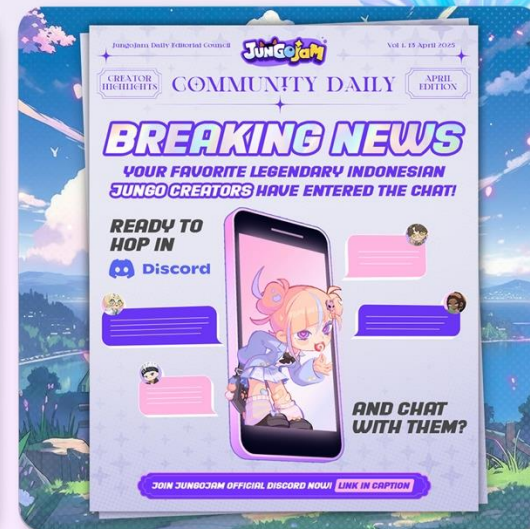 JungoJam Daily Editorial Council
JUNGOJAM
Vol 1. 15 April 2025
CREATOR
HIGHLIGHTS
COMMUNITY DAILY
APRIL
EDITION
BREAKING NEWS
YOUR FAVORITE LEGENDARY INDONESIAN
JUNGO CREATORS HAVE ENTERED THE CHAT!
READY TO
HOP IN
Discord
AND CHAT
WITH THEM?
JOIN JUNGOJAM OFFICIAL DISCORD NOW! LINK IN CAPTION